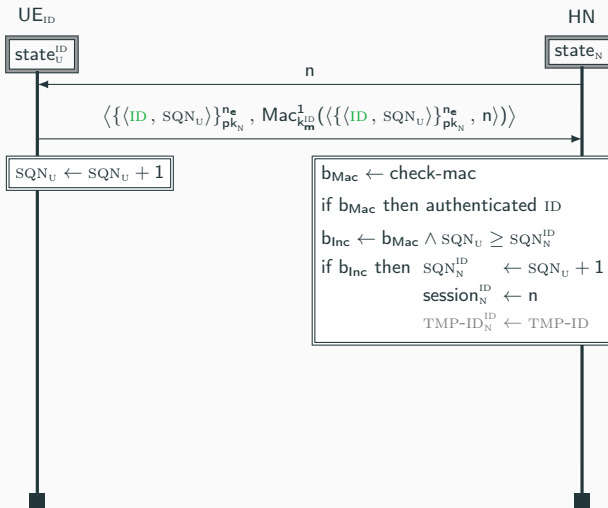 UE_ID HN
state_U^ID state_N
n
⟨{⟨ID , SQN_U⟩}_{pk_N}^{n_e} , Mac_{k_m^ID}^1(⟨{⟨ID , SQN_U⟩}_{pk_N}^{n_e} , n⟩)⟩
SQN_U ← SQN_U + 1
b_Mac ← check-mac
if b_Mac then authenticated ID
b_Inc ← b_Mac ∧ SQN_U ≥ SQN_N^ID
if b_Inc then SQN_N^ID ← SQN_U + 1
session_N^ID ← n
TMP-ID_N^ID ← TMP-ID